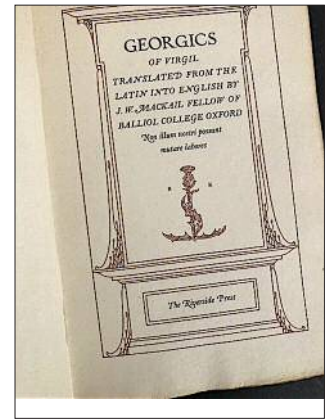 GEORGICS
OF VIRGIL
TRANSLATED FROM THE
LATIN INTO ENGLISH BY
J. W. MACKAIL FELLOW OF
BALLIOL COLLEGE OXFORD
Non illum nostri possunt
mutare labores
The Riverside Press